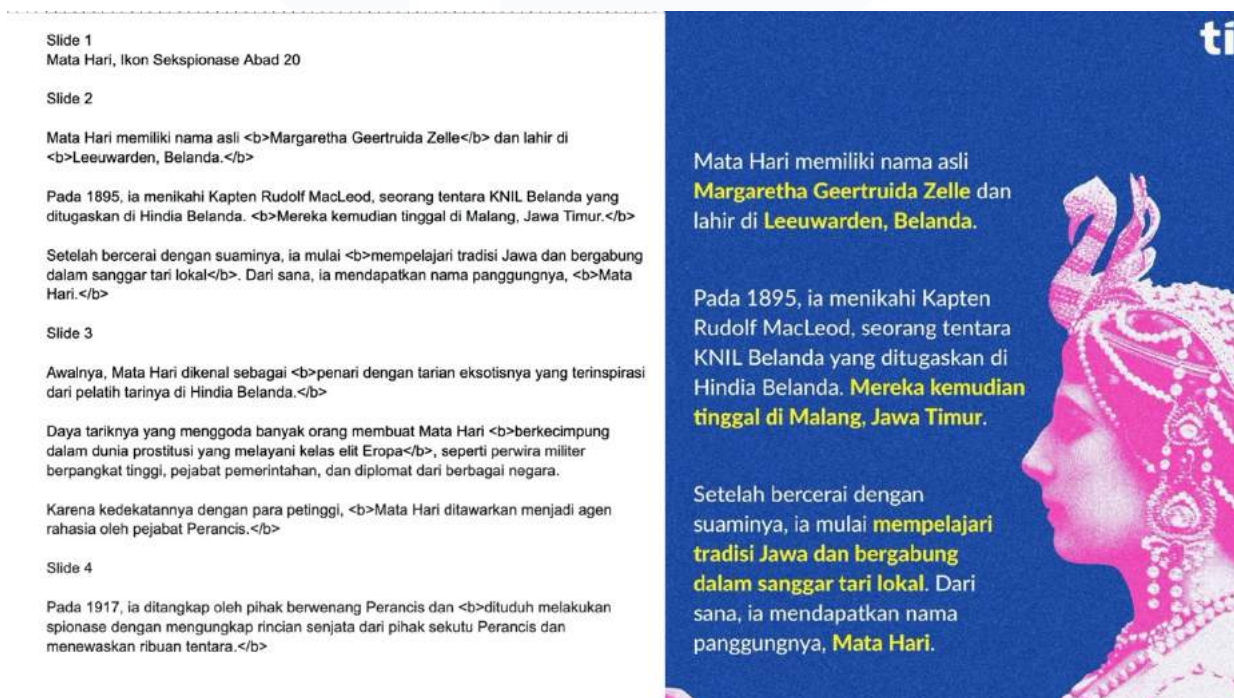 Slide 1
Mata Hari, Ikon Sekspionase Abad 20
Slide 2
Mata Hari memiliki nama asli <b>Margaretha Geertruida Zelle</b> dan lahir di
<b>Leeuwarden, Belanda.</b>
Pada 1895, ia menikahi Kapten Rudolf MacLeod, seorang tentara KNIL Belanda yang
ditugaskan di Hindia Belanda. <b>Mereka kemudian tinggal di Malang, Jawa Timur.</b>
Setelah bercerai dengan suaminya, ia mulai <b>mempelajari tradisi Jawa dan bergabung
dalam sanggar tari lokal</b>. Dari sana, ia mendapatkan nama panggungnya, <b>Mata
Hari.</b>
Slide 3
Awalnya, Mata Hari dikenal sebagai <b>penari dengan tarian eksotisnya yang terinspirasi
dari pelatih tarinya di Hindia Belanda.</b>
Daya tariknya yang menggoda banyak orang membuat Mata Hari <b>berkecimpung
dalam dunia prostitusi yang melayani kelas elit Eropa</b>, seperti perwira militer
berpangkat tinggi, pejabat pemerintahan, dan diplomat dari berbagai negara.
Karena kedekatannya dengan para petinggi, <b>Mata Hari ditawarkan menjadi agen
rahasia oleh pejabat Perancis.</b>
Slide 4
Pada 1917, ia ditangkap oleh pihak berwenang Perancis dan <b>dituduh melakukan
spionase dengan mengungkap rincian senjata dari pihak sekutu Perancis dan
menewaskan ribuan tentara.</b>
ti
Mata Hari memiliki nama asli
Margaretha Geertruida Zelle dan
lahir di Leeuwarden, Belanda.
Pada 1895, ia menikahi Kapten
Rudolf MacLeod, seorang tentara
KNIL Belanda yang ditugaskan di
Hindia Belanda. Mereka kemudian
tinggal di Malang, Jawa Timur.
Setelah bercerai dengan
suaminya, ia mulai mempelajari
tradisi Jawa dan bergabung
dalam sanggar tari lokal. Dari
sana, ia mendapatkan nama
panggungnya, Mata Hari.